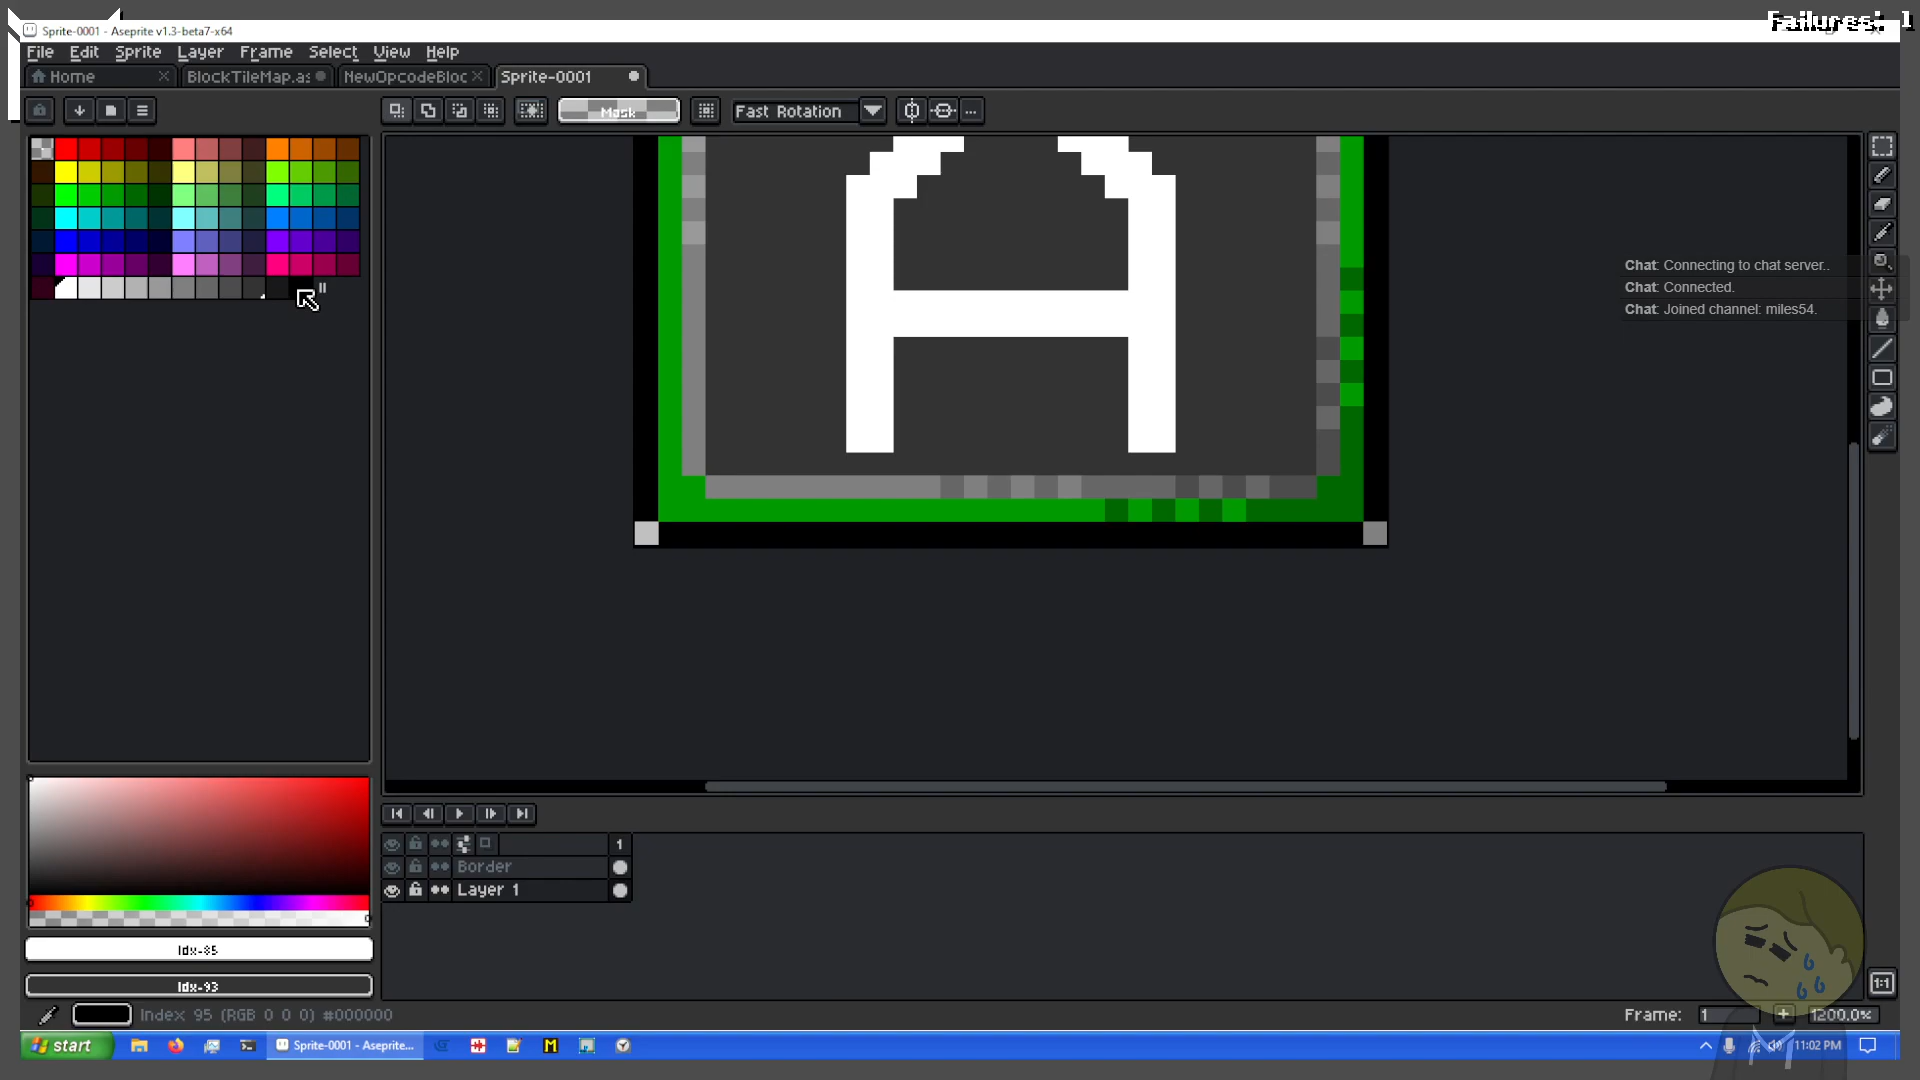 Failures: 1
Sprite-0001 - Aseprite v1.3-beta7-x64
File Edit Sprite Layer Frame Select View Help
Home BlockTileMap.as NewOpcodeBloc Sprite-0001
Mask Fast Rotation
Chat: Connecting to chat server..
Chat: Connected.
Chat: Joined channel: miles54.
A
1
Border
Layer 1
Idx-85
Idx-93
Index 95 (RGB 0 0 0) #000000
Frame: 1 1200.0%
1:1
start Sprite-0001 - Aseprite... M 11:02 PM